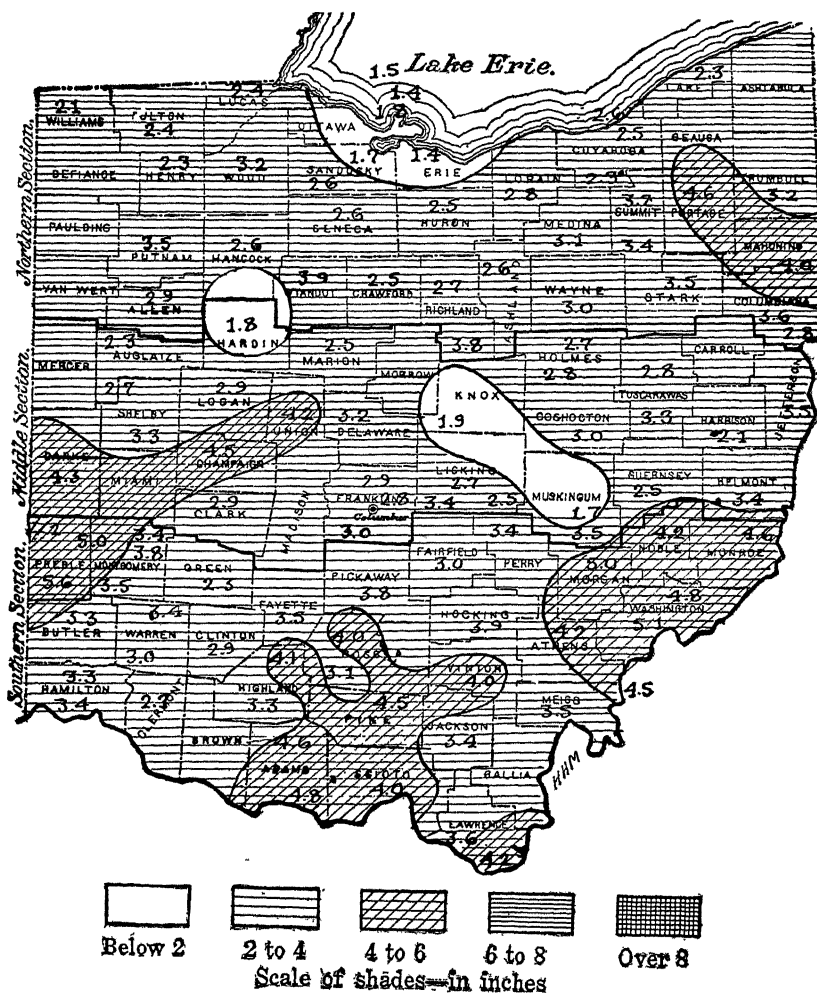 Lake Erie.
1.5
1.4
2.3
LAKE
ASHTABULA
2.4
LUCAS
2.1
WILLIAMS
FULTON
2.4
OTTAWA
2.5
GEAUGA
CUYAHOGA
DEFIANCE
2.3
HENRY
3.2
WOOD
1.7
SANDUSKY
2.6
1.4
ERIE
LORAIN
2.8
4.6
PORTAGE
TRUMBULL
3.2
Northern Section.
PAULDING
2.6
SENECA
2.5
HURON
MEDINA
3.1
SUMMIT
3.4
MAHONING
3.5
PUTNAM
2.6
HANCOCK
VAN WERT
2.9
ALLEN
3.9
WYANDOT
2.5
CRAWFORD
2.7
RICHLAND
2.6
ASHLAND
WAYNE
3.0
3.5
STARK
COLUMBIANA
3.6
1.8
HARDIN
2.8
MERCER
2.3
AUGLAIZE
2.5
MARION
3.8
MORROW
2.7
HOLMES
2.8
CARROLL
2.7
2.9
LOGAN
KNOX
1.9
2.8
TUSCARAWAS
JEFFERSON
3.3
Middle Section.
SHELBY
3.3
4.2
UNION
3.2
DELAWARE
COSHOCTON
3.0
3.3
HARRISON
2.1
DARKE
4.3
MIAMI
4.5
CHAMPAIGN
2.9
CLARK
MADISON
2.9
FRANKLIN
2.8
Columbus
3.0
LICKING
2.7
3.4
2.5
MUSKINGUM
1.7
3.5
GUERNSEY
2.5
BELMONT
3.4
5.0
3.4
3.8
PREBLE
5.6
MONTGOMERY
3.5
GREEN
2.3
PICKAWAY
3.8
FAIRFIELD
3.0
3.4
PERRY
5.0
MORGAN
4.2
NOBLE
4.6
MONROE
4.8
WASHINGTON
Southern Section.
3.3
BUTLER
WARREN
3.0
CLINTON
2.9
FAYETTE
3.5
4.0
ROSS
HOCKING
3.9
4.2
ATHENS
3.3
HAMILTON
3.4
CLERMONT
4.1
HIGHLAND
3.3
3.1
VINTON
4.0
4.5
PIKE
MEIGS
3.5
4.5
BROWN
4.6
ADAMS
4.8
SCIOTO
4.0
JACKSON
3.4
GALLIA
HHM
LAWRENCE
3.6
4.2
Below 2
2 to 4
4 to 6
6 to 8
Over 8
Scale of shades—in inches